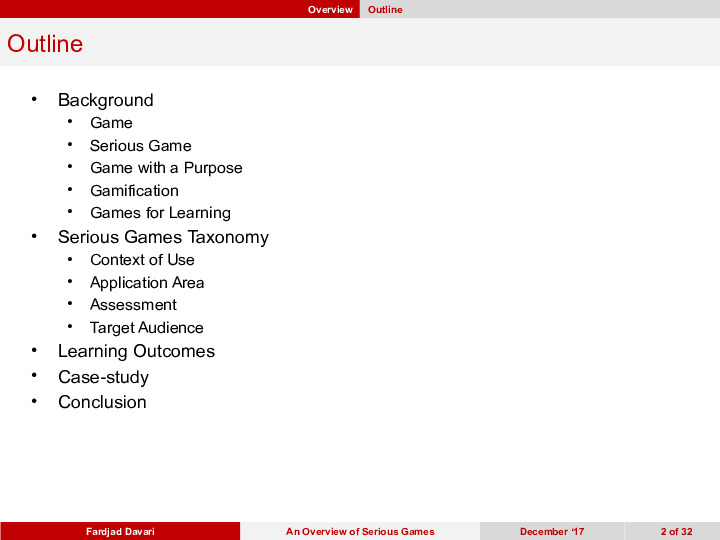 Overview Outline
Outline
• Background
• Game
• Serious Game
• Game with a Purpose
• Gamification
• Games for Learning
• Serious Games Taxonomy
• Context of Use
• Application Area
• Assessment
• Target Audience
• Learning Outcomes
• Case-study
• Conclusion
Fardjad Davari An Overview of Serious Games December ‘17 2 of 32